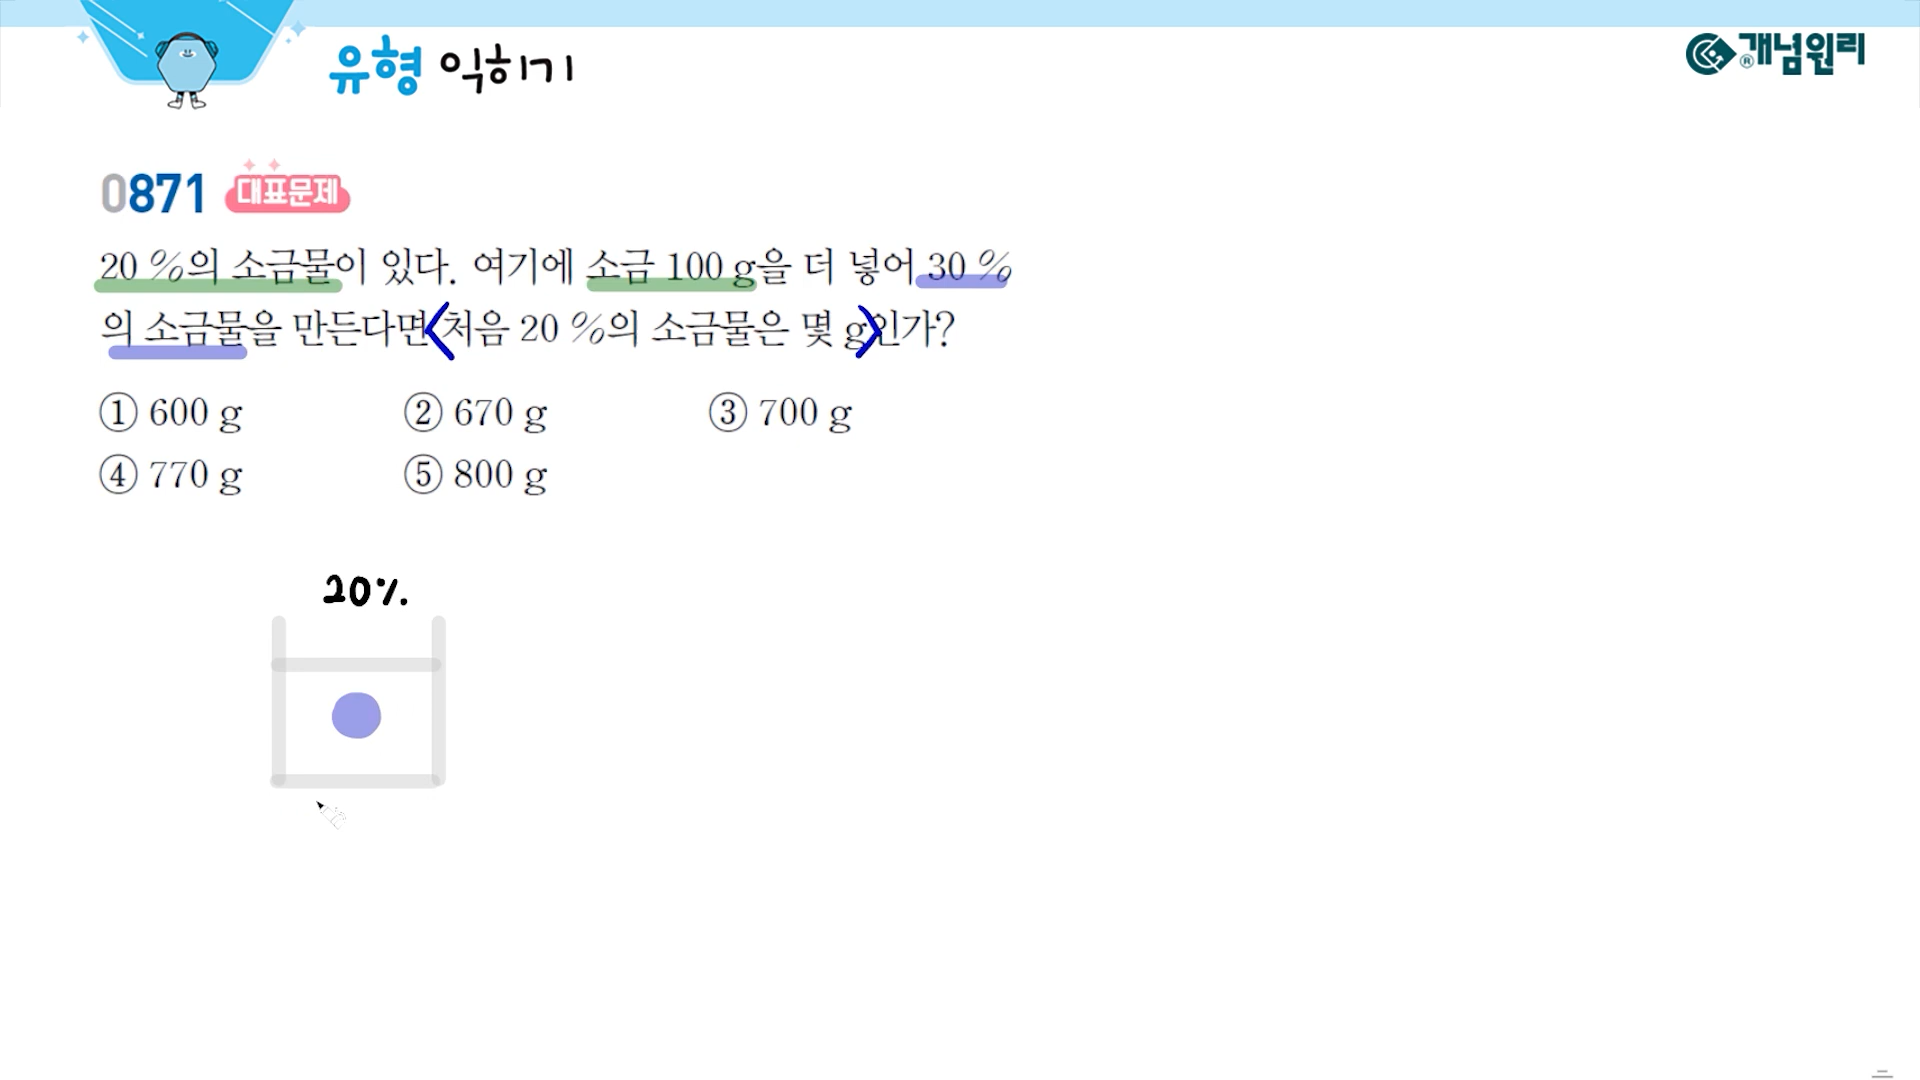 유형 익히기
개념원리
0871 대표문제
20 %의 소금물이 있다. 여기에 소금 100 g을 더 넣어 30 %
의 소금물을 만든다면 처음 20 %의 소금물은 몇 g인가?
① 600 g ② 670 g ③ 700 g
④ 770 g ⑤ 800 g
20%